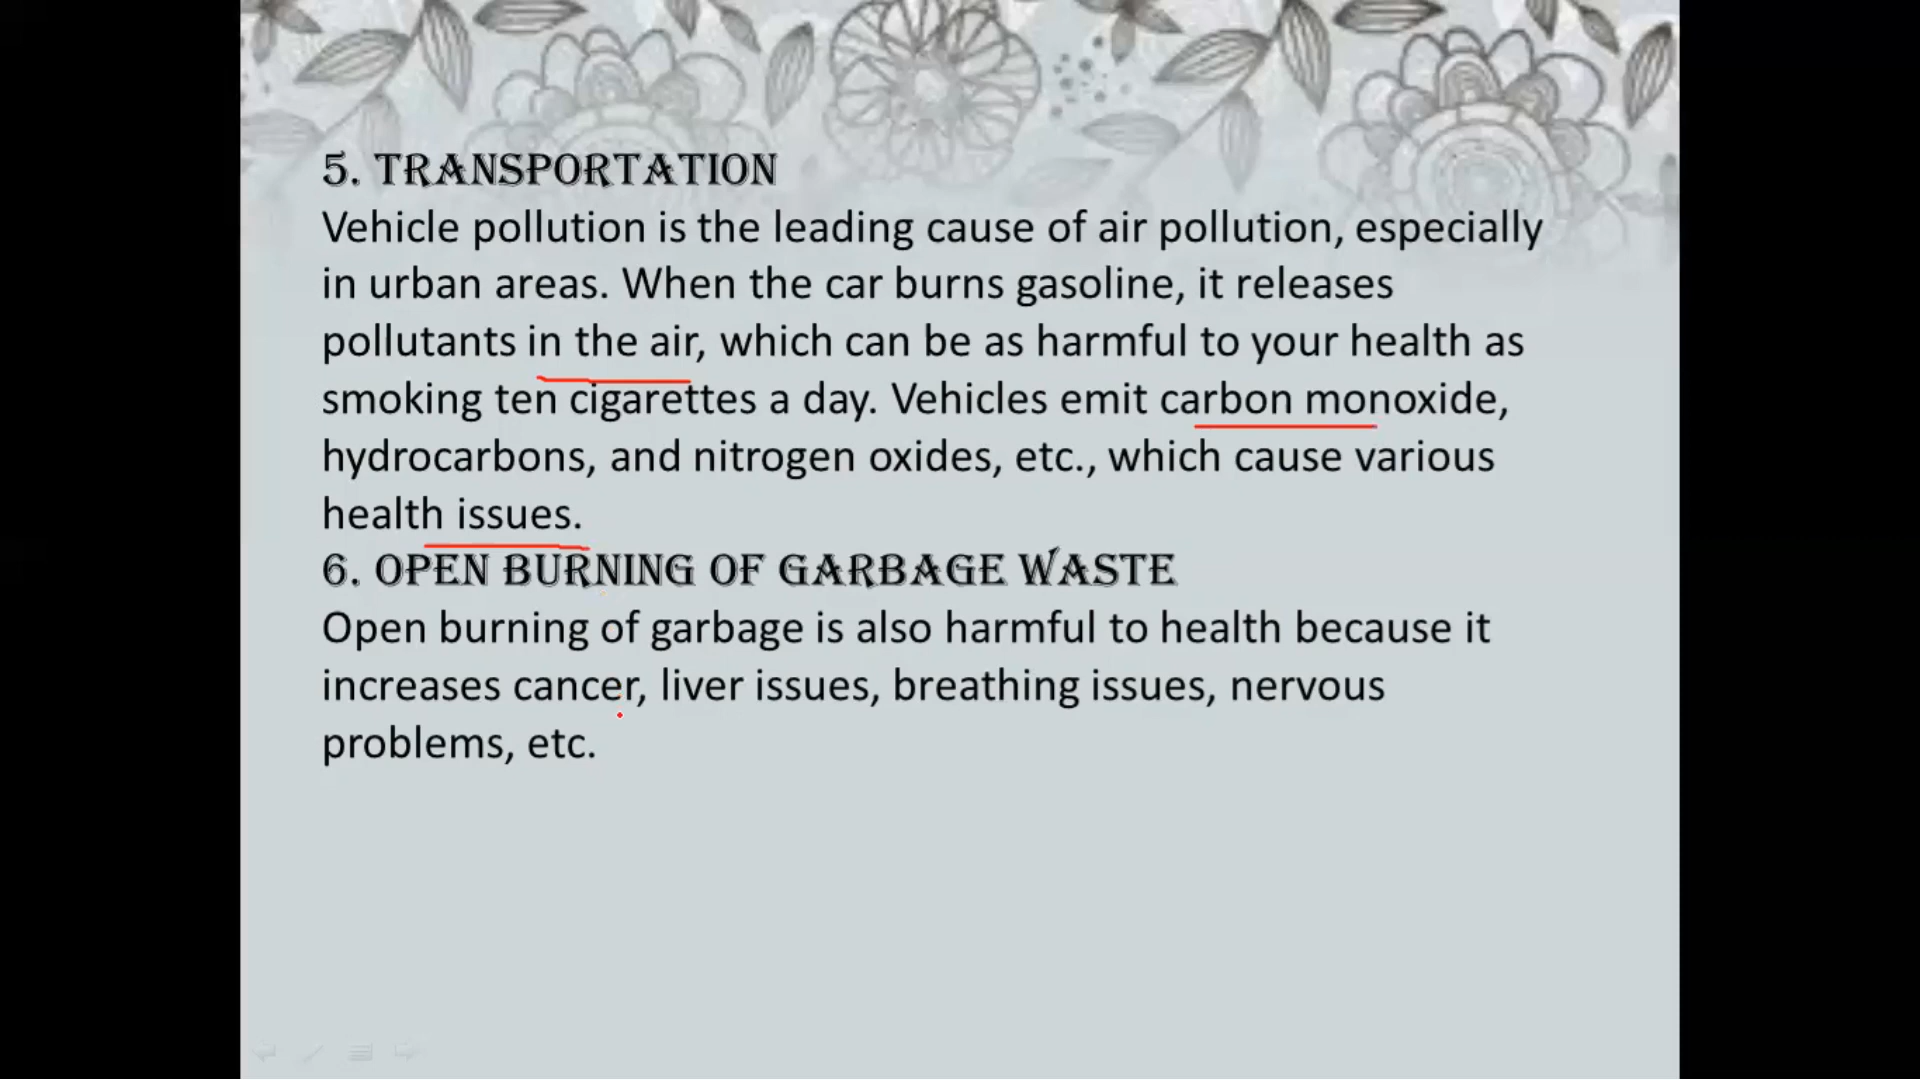 5. TRANSPORTATION
Vehicle pollution is the leading cause of air pollution, especially
in urban areas. When the car burns gasoline, it releases
pollutants in the air, which can be as harmful to your health as
smoking ten cigarettes a day. Vehicles emit carbon monoxide,
hydrocarbons, and nitrogen oxides, etc., which cause various
health issues.
6. OPEN BURNING OF GARBAGE WASTE
Open burning of garbage is also harmful to health because it
increases cancer, liver issues, breathing issues, nervous
problems, etc.